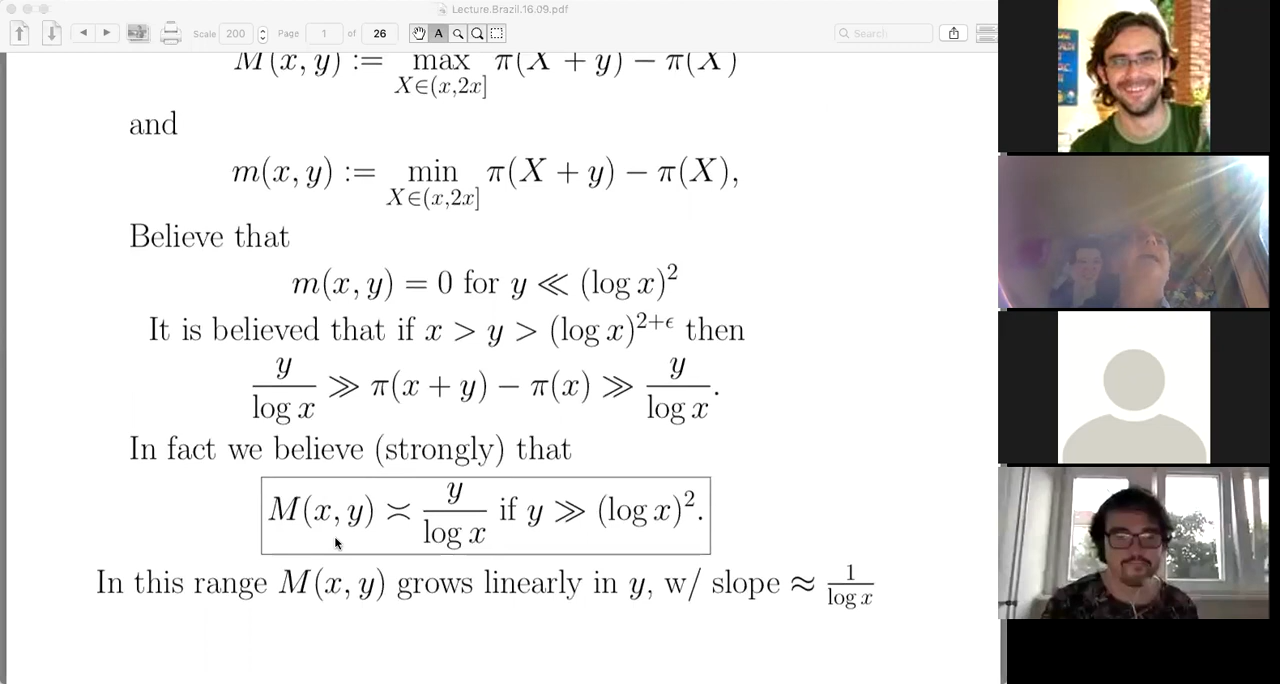 Lecture.Brazil.16.09.pdf
Scale 200 Page 1 of 26 A Search
M(x, y) := max π(X + y) − π(X)
X∈(x,2x]
and
m(x, y) := min π(X + y) − π(X),
X∈(x,2x]
Believe that
m(x, y) = 0 for y ≪ (log x)²
It is believed that if x > y > (log x)^{2+ϵ} then
y/log x ≫ π(x + y) − π(x) ≫ y/log x.
In fact we believe (strongly) that
M(x, y) ≍ y/log x if y ≫ (log x)².
In this range M(x, y) grows linearly in y, w/ slope ≈ 1/log x